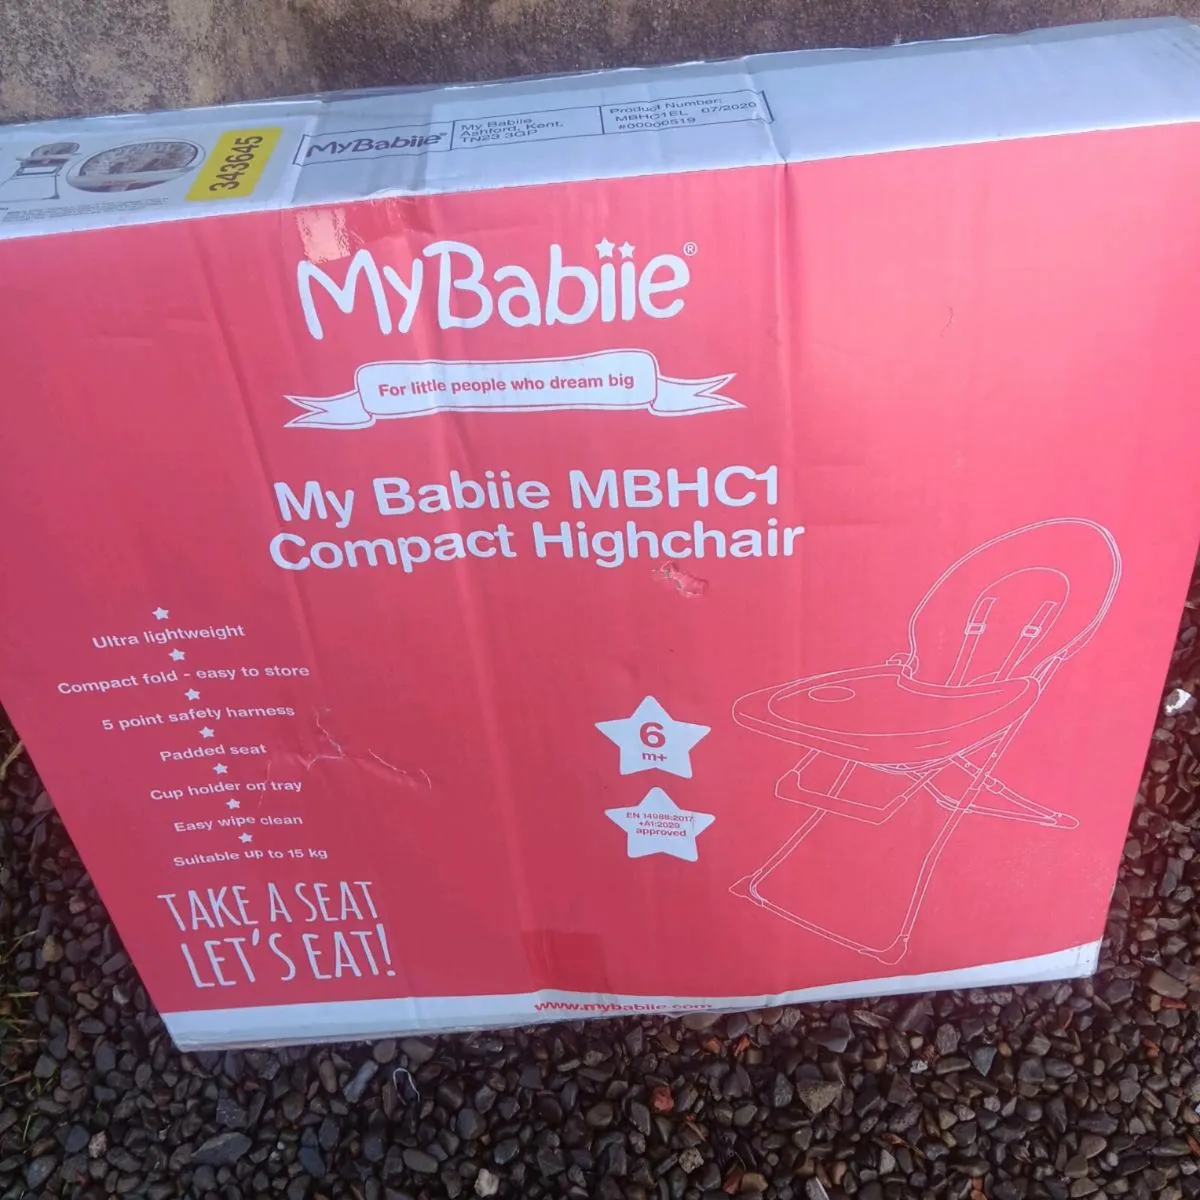 343645
MyBabiie®
My Babiie
Ashford, Kent,
TN23 3GP
Product Number:
MBHC1EL 07/2020
#00000519
MyBabiie®
For little people who dream big
My Babiie MBHC1
Compact Highchair
Ultra lightweight
Compact fold - easy to store
5 point safety harness
Padded seat
Cup holder on tray
Easy wipe clean
Suitable up to 15 kg
6
m+
EN 14988:2017
+A1:2020
approved
TAKE A SEAT
LET'S EAT!
www.mybabiie.com